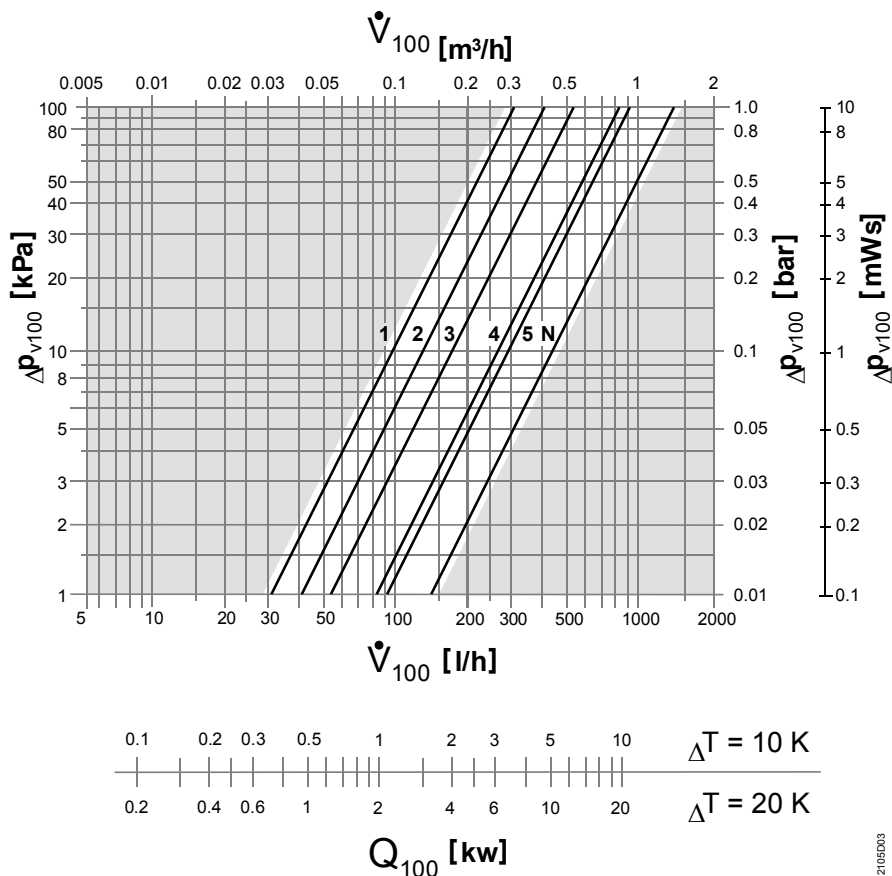 V̇100 [m³/h]
0.005 0.01 0.02 0.03 0.05 0.1 0.2 0.3 0.5 1 2
100 1.0 10
80 0.8 8
50 0.5 5
40 0.4 4
30 0.3 3
20 0.2 2
Δpv100 [kPa]
Δpv100 [bar]
Δpv100 [mWs]
1 2 3 4 5 N
10 0.1 1
8
5 0.05 0.5
3 0.03 0.3
2 0.02 0.2
1 0.01 0.1
5 10 20 30 50 100 200 300 500 1000 2000
V̇100 [l/h]
0.1 0.2 0.3 0.5 1 2 3 5 10 ΔT = 10 K
0.2 0.4 0.6 1 2 4 6 10 20 ΔT = 20 K
Q100 [kw]
2105D03